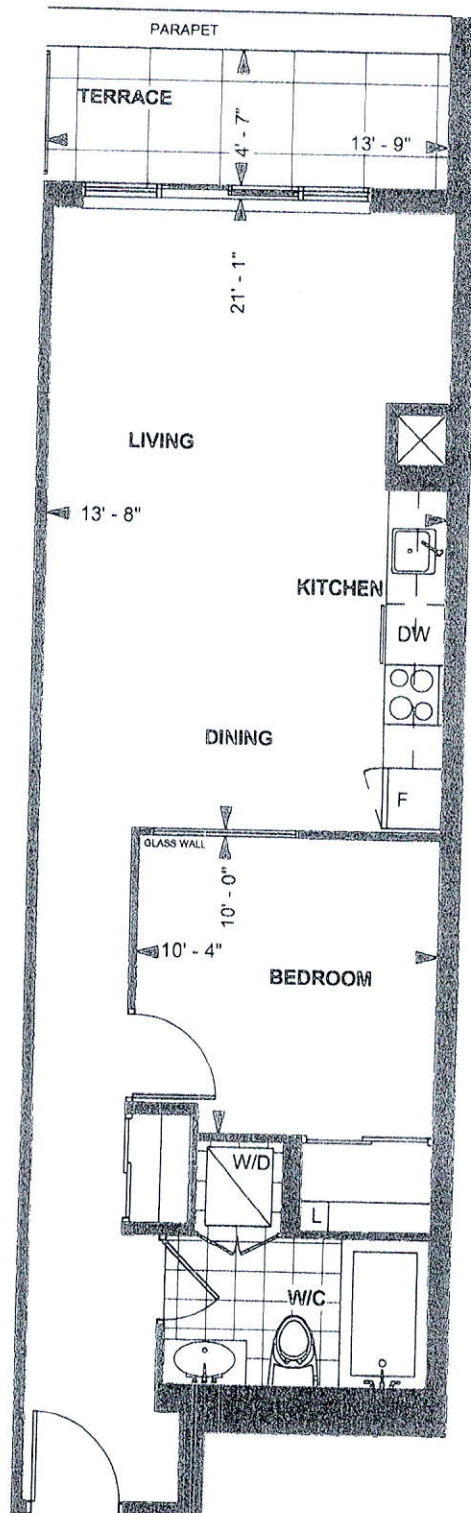 PARAPET
TERRACE
4' - 7"
13' - 9"
21' - 1"
LIVING
13' - 8"
KITCHEN
DW
DINING
F
GLASS WALL
10' - 0"
10' - 4"
BEDROOM
W/D
L
W/C